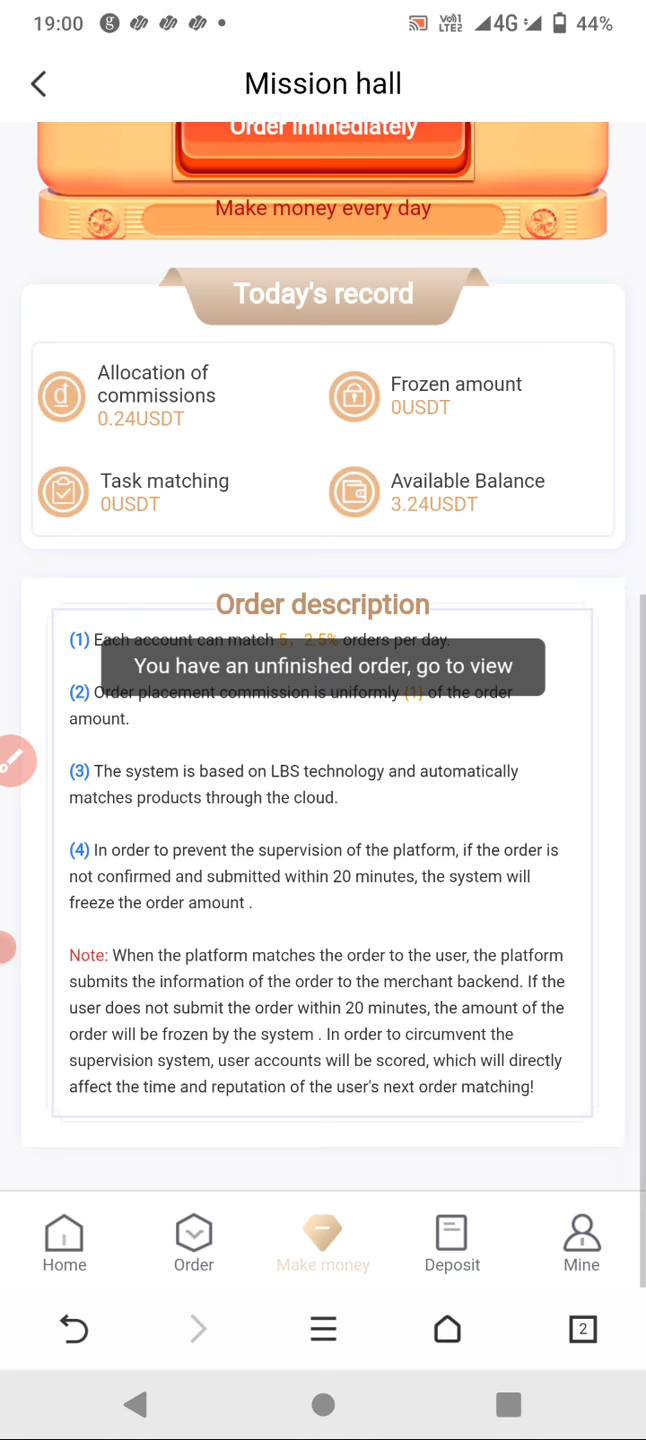 19:00
Vo))1
LTE2
4G
44%
Mission hall
Order immediately
Make money every day
Today's record
Allocation of
commissions
0.24USDT
Frozen amount
0USDT
Task matching
0USDT
Available Balance
3.24USDT
Order description
(1) Each account can match 5，2.5% orders per day.
You have an unfinished order, go to view
(2) Order placement commission is uniformly (1) of the order
amount.
(3) The system is based on LBS technology and automatically
matches products through the cloud.
(4) In order to prevent the supervision of the platform, if the order is
not confirmed and submitted within 20 minutes, the system will
freeze the order amount .
Note: When the platform matches the order to the user, the platform
submits the information of the order to the merchant backend. If the
user does not submit the order within 20 minutes, the amount of the
order will be frozen by the system . In order to circumvent the
supervision system, user accounts will be scored, which will directly
affect the time and reputation of the user's next order matching!
Home
Order
Make money
Deposit
Mine
2